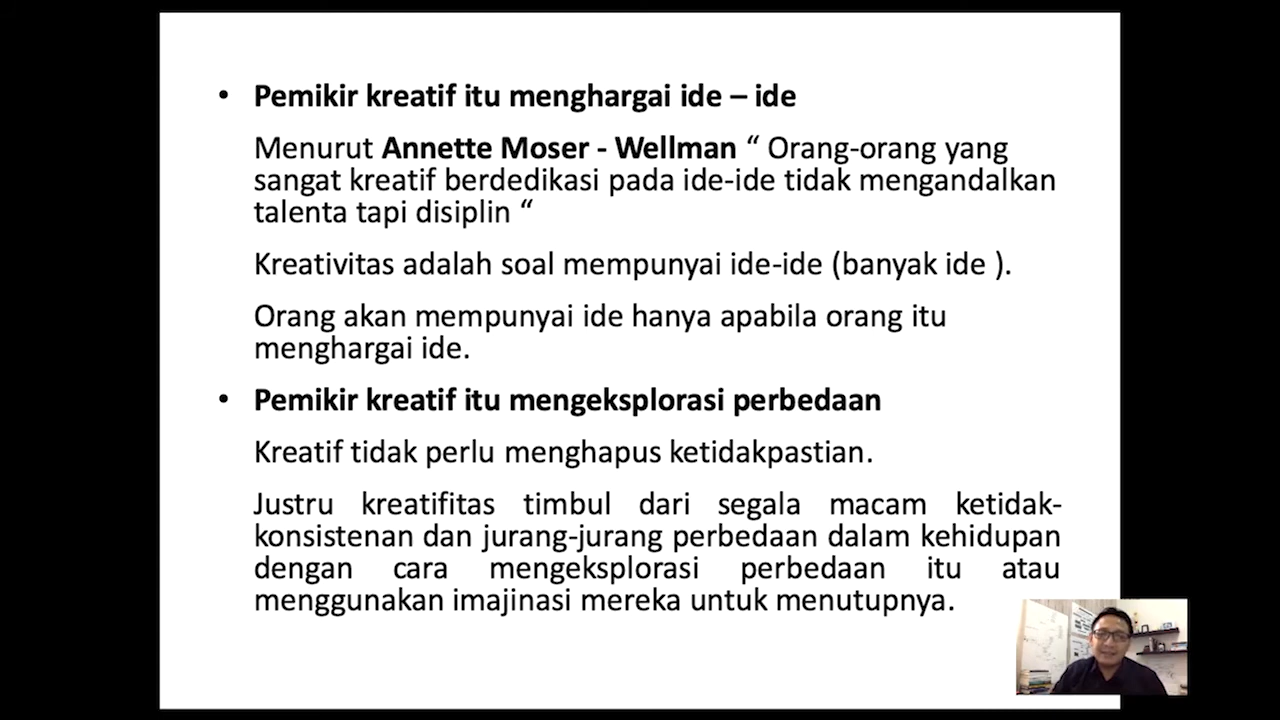 • Pemikir kreatif itu menghargai ide – ide
Menurut Annette Moser - Wellman “ Orang-orang yang
sangat kreatif berdedikasi pada ide-ide tidak mengandalkan
talenta tapi disiplin “
Kreativitas adalah soal mempunyai ide-ide (banyak ide ).
Orang akan mempunyai ide hanya apabila orang itu
menghargai ide.
• Pemikir kreatif itu mengeksplorasi perbedaan
Kreatif tidak perlu menghapus ketidakpastian.
Justru kreatifitas timbul dari segala macam ketidak-
konsistenan dan jurang-jurang perbedaan dalam kehidupan
dengan cara mengeksplorasi perbedaan itu atau
menggunakan imajinasi mereka untuk menutupnya.